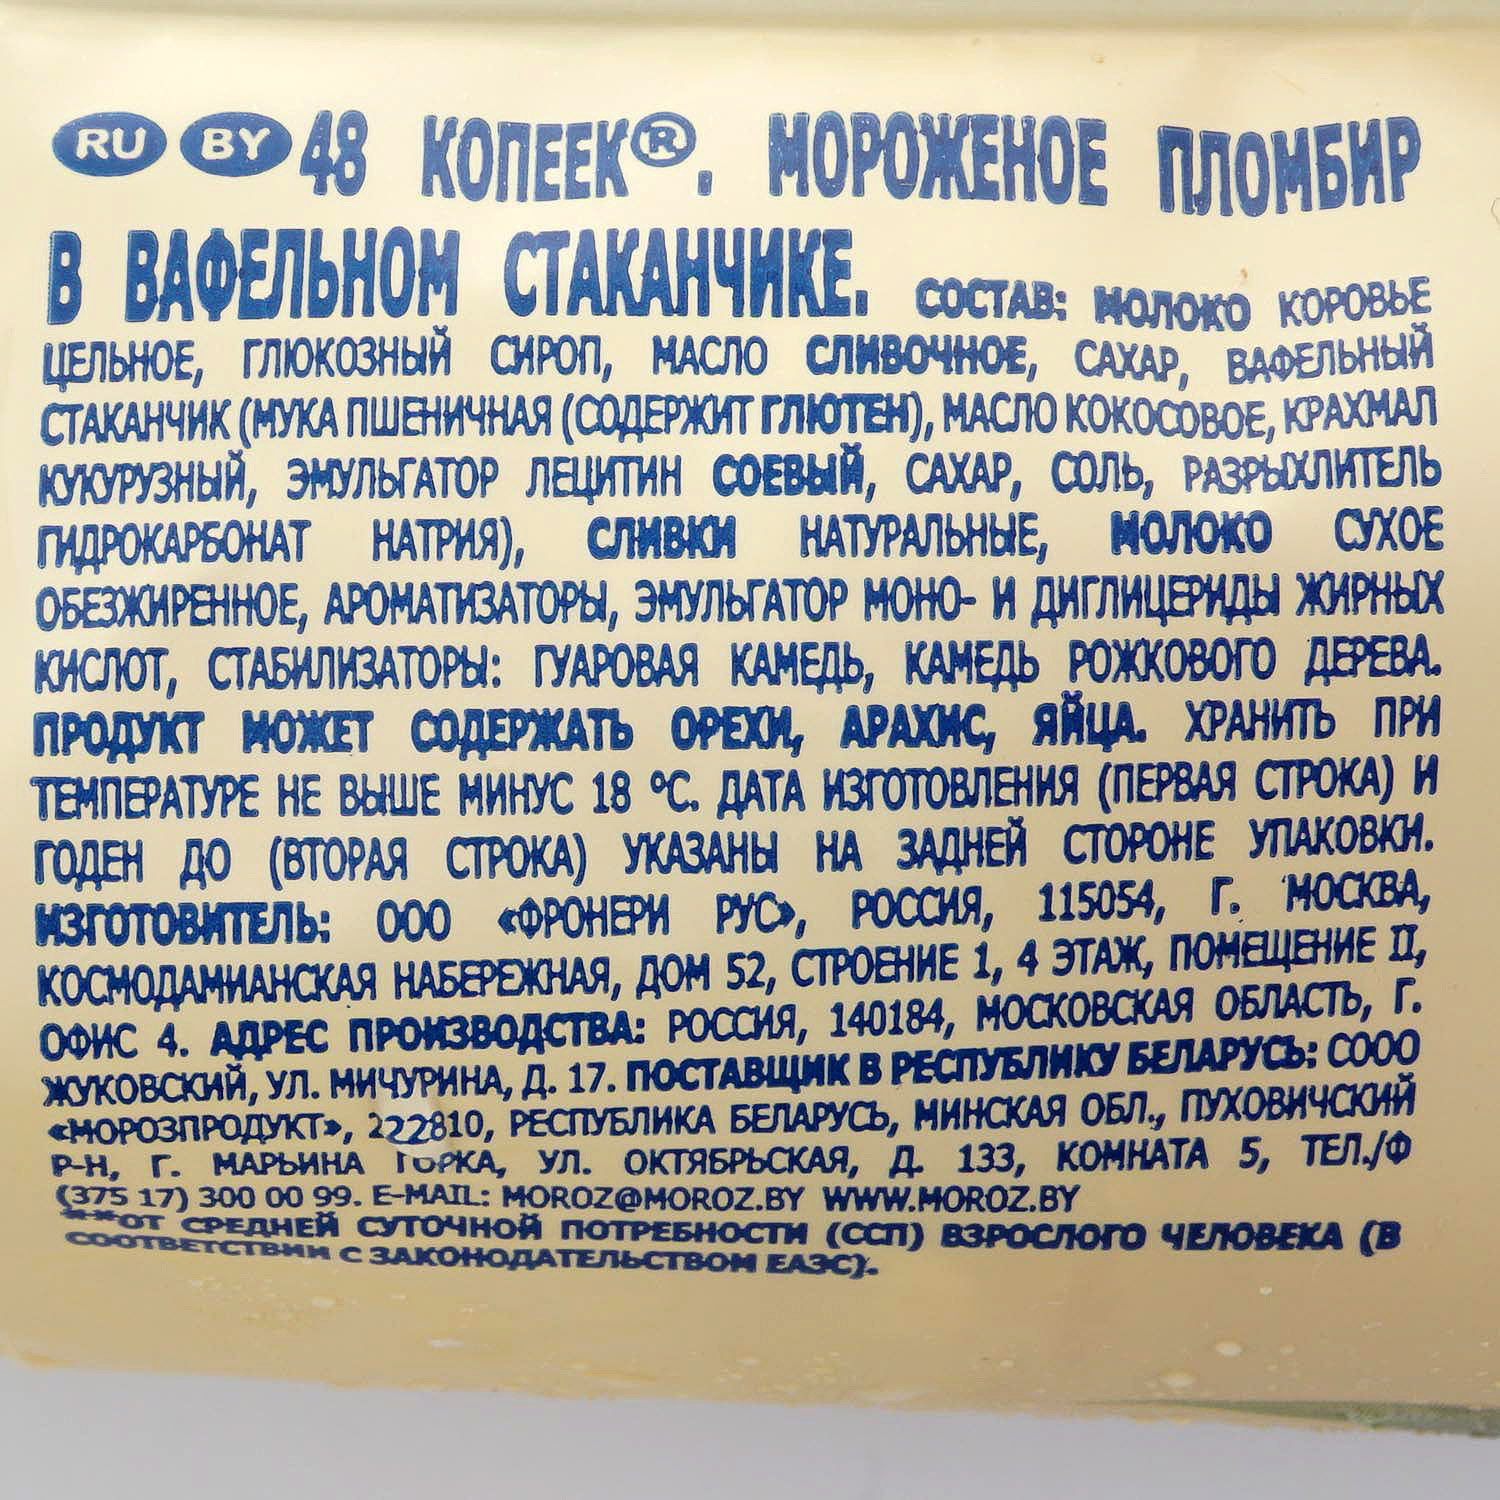 RU BY 48 КОПЕЕК®. МОРОЖЕНОЕ ПЛОМБИР
В ВАФЕЛЬНОМ СТАКАНЧИКЕ. СОСТАВ: МОЛОКО КОРОВЬЕ
ЦЕЛЬНОЕ, ГЛЮКОЗНЫЙ СИРОП, МАСЛО СЛИВОЧНОЕ, САХАР, ВАФЕЛЬНЫЙ
СТАКАНЧИК (МУКА ПШЕНИЧНАЯ (СОДЕРЖИТ ГЛЮТЕН), МАСЛО КОКОСОВОЕ, КРАХМАЛ
КУКУРУЗНЫЙ, ЭМУЛЬГАТОР ЛЕЦИТИН СОЕВЫЙ, САХАР, СОЛЬ, РАЗРЫХЛИТЕЛЬ
ГИДРОКАРБОНАТ НАТРИЯ), СЛИВКИ НАТУРАЛЬНЫЕ, МОЛОКО СУХОЕ
ОБЕЗЖИРЕННОЕ, АРОМАТИЗАТОРЫ, ЭМУЛЬГАТОР МОНО- И ДИГЛИЦЕРИДЫ ЖИРНЫХ
КИСЛОТ, СТАБИЛИЗАТОРЫ: ГУАРОВАЯ КАМЕДЬ, КАМЕДЬ РОЖКОВОГО ДЕРЕВА.
ПРОДУКТ МОЖЕТ СОДЕРЖАТЬ ОРЕХИ, АРАХИС, ЯЙЦА. ХРАНИТЬ ПРИ
ТЕМПЕРАТУРЕ НЕ ВЫШЕ МИНУС 18 °С. ДАТА ИЗГОТОВЛЕНИЯ (ПЕРВАЯ СТРОКА) И
ГОДЕН ДО (ВТОРАЯ СТРОКА) УКАЗАНЫ НА ЗАДНЕЙ СТОРОНЕ УПАКОВКИ.
ИЗГОТОВИТЕЛЬ: ООО «ФРОНЕРИ РУС», РОССИЯ, 115054, Г. МОСКВА,
КОСМОДАМИАНСКАЯ НАБЕРЕЖНАЯ, ДОМ 52, СТРОЕНИЕ 1, 4 ЭТАЖ, ПОМЕЩЕНИЕ II,
ОФИС 4. АДРЕС ПРОИЗВОДСТВА: РОССИЯ, 140184, МОСКОВСКАЯ ОБЛАСТЬ, Г.
ЖУКОВСКИЙ, УЛ. МИЧУРИНА, Д. 17. ПОСТАВЩИК В РЕСПУБЛИКУ БЕЛАРУСЬ: СООО
«МОРОЗПРОДУКТ», 222810, РЕСПУБЛИКА БЕЛАРУСЬ, МИНСКАЯ ОБЛ., ПУХОВИЧСКИЙ
Р-Н, Г. МАРЬИНА ГОРКА, УЛ. ОКТЯБРЬСКАЯ, Д. 133, КОМНАТА 5, ТЕЛ./Ф
(375 17) 300 00 99. E-MAIL: MOROZ@MOROZ.BY WWW.MOROZ.BY
**ОТ СРЕДНЕЙ СУТОЧНОЙ ПОТРЕБНОСТИ (ССП) ВЗРОСЛОГО ЧЕЛОВЕКА (В
СООТВЕТСТВИИ С ЗАКОНОДАТЕЛЬСТВОМ ЕАЭС).